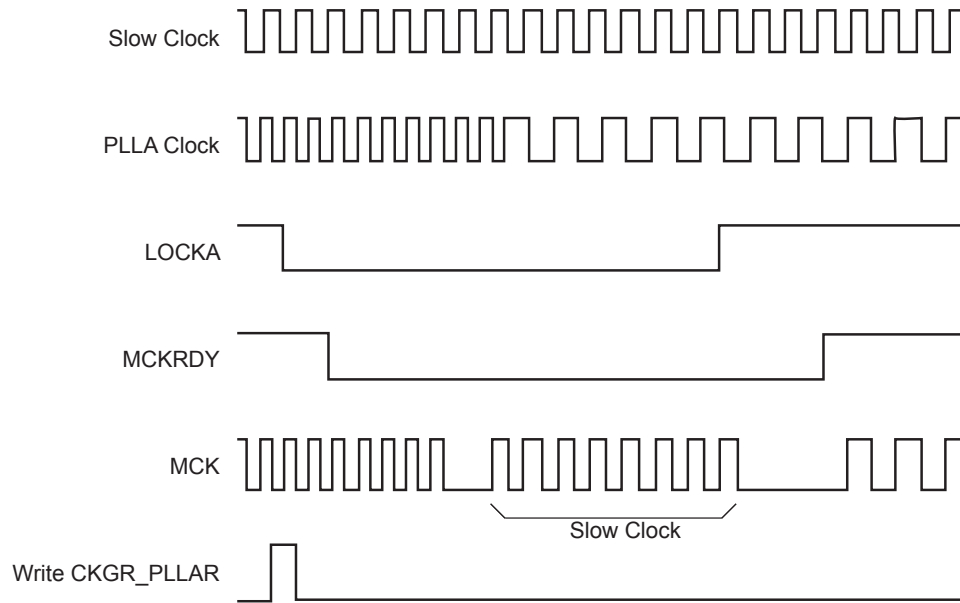 Slow Clock
PLLA Clock
LOCKA
MCKRDY
MCK
Slow Clock
Write CKGR_PLLAR